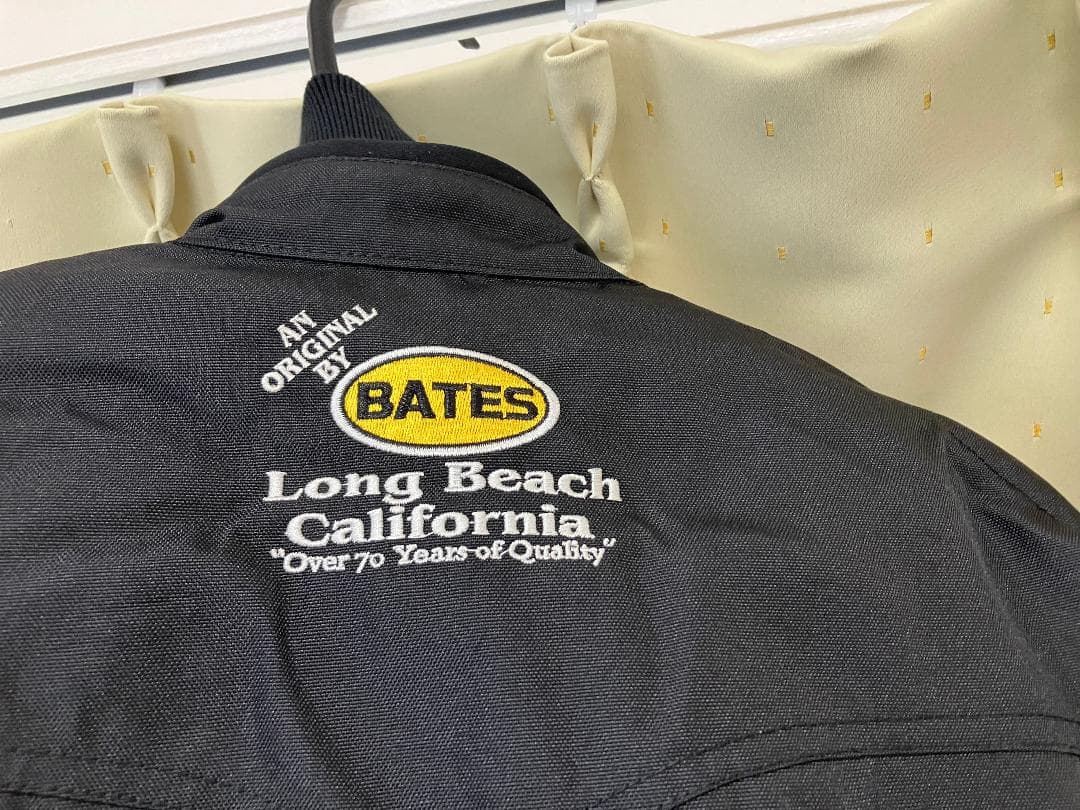 AN
ORIGINAL
BY
BATES
Long Beach
California
"Over 70 Years-of-Quality"